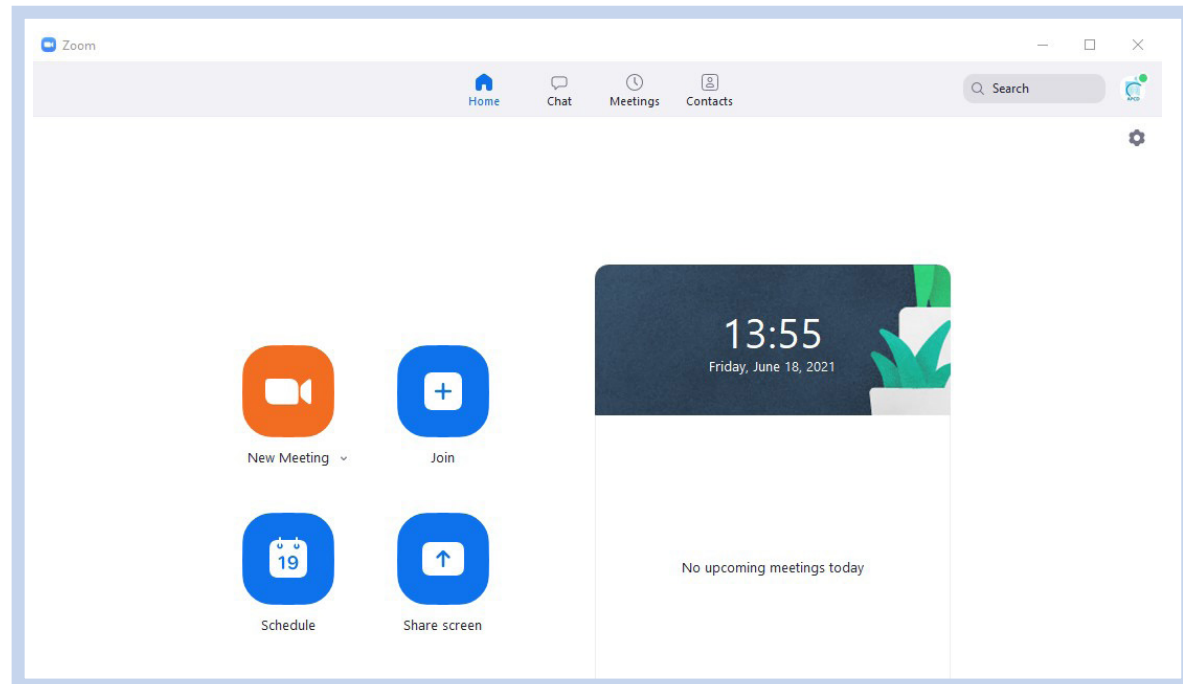 Zoom
Home Chat Meetings Contacts
Search
13:55
Friday, June 18, 2021
New Meeting Join
19
Schedule Share screen
No upcoming meetings today